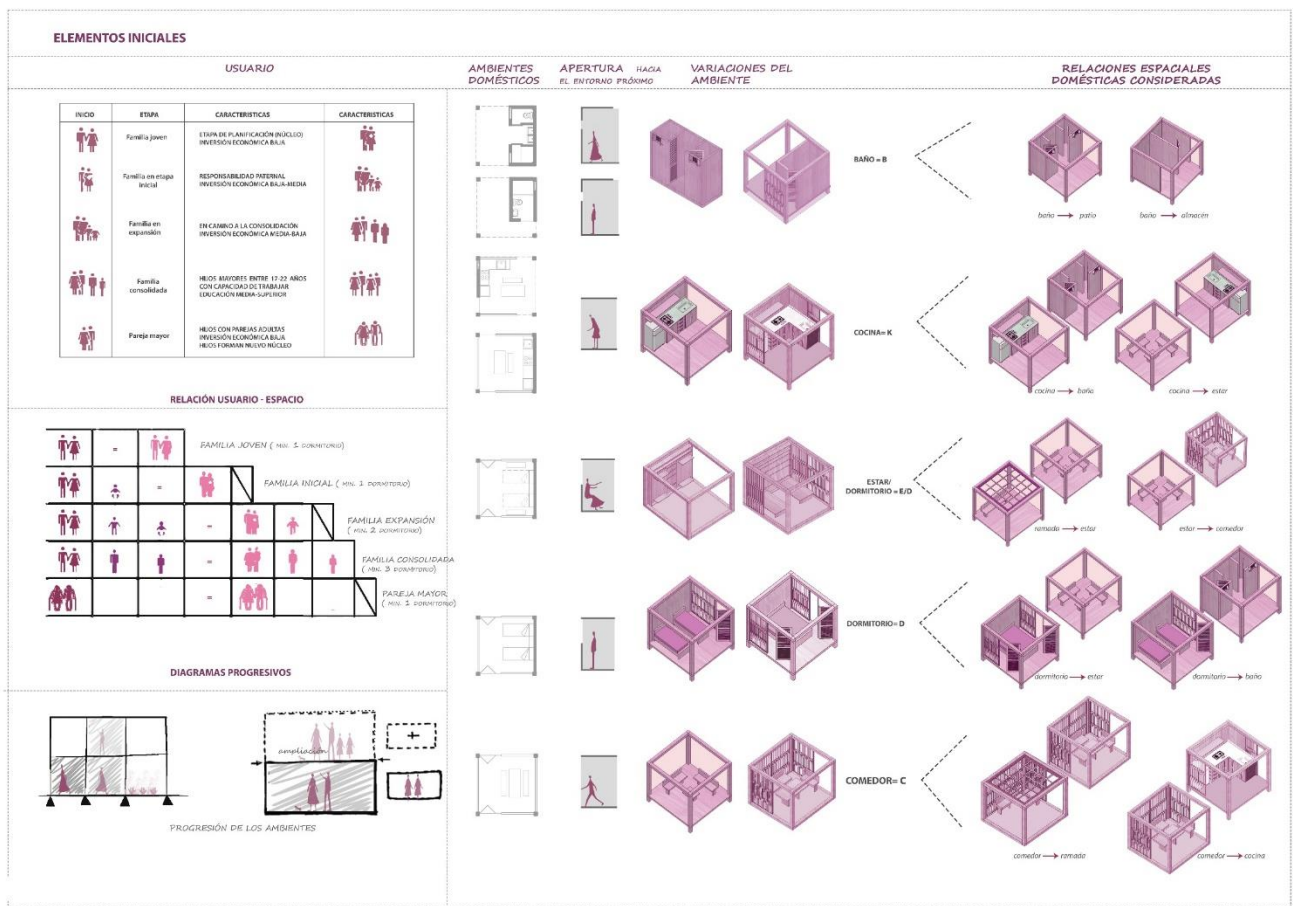 ELEMENTOS INICIALES
USUARIO
INICIO ETAPA CARACTERISTICAS CARACTERISTICAS
Familia joven
ETAPA DE PLANIFICACIÓN (NÚCLEO)
INVERSIÓN ECONÓMICA BAJA
Familia en etapa
inicial
RESPONSABILIDAD PATERNAL
INVERSIÓN ECONÓMICA BAJA-MEDIA
Familia en
expansión
EN CAMINO A LA CONSOLIDACIÓN
INVERSIÓN ECONÓMICA MEDIA-BAJA
Familia
consolidada
HIJOS MAYORES ENTRE 17-22 AÑOS
CON CAPACIDAD DE TRABAJAR
EDUCACIÓN MEDIA-SUPERIOR
Pareja mayor
HIJOS CON PAREJAS ADULTAS
INVERSIÓN ECONÓMICA BAJA
HIJOS FORMAN NUEVO NÚCLEO
RELACIÓN USUARIO - ESPACIO
= FAMILIA JOVEN ( MIN. 1 DORMITORIO)
= FAMILIA INICIAL ( MIN. 1 DORMITORIO)
= FAMILIA EXPANSIÓN
( MIN. 2 DORMITORIO)
= FAMILIA CONSOLIDADA
( MIN. 3 DORMITORIO)
= PAREJA MAYOR
( MIN. 1 DORMITORIO)
DIAGRAMAS PROGRESIVOS
ampliación
+
PROGRESIÓN DE LOS AMBIENTES
AMBIENTES
DOMÉSTICOS
APERTURA HACIA
EL ENTORNO PRÓXIMO
VARIACIONES DEL
AMBIENTE
RELACIONES ESPACIALES
DOMÉSTICAS CONSIDERADAS
BAÑO = B
baño → patio
baño → almacén
COCINA= K
cocina → baño
cocina → estar
ESTAR/
DORMITORIO = E/D
ramada → estar
estar → comedor
DORMITORIO= D
dormitorio → estar
dormitorio → baño
COMEDOR= C
comedor → ramada
comedor → cocina